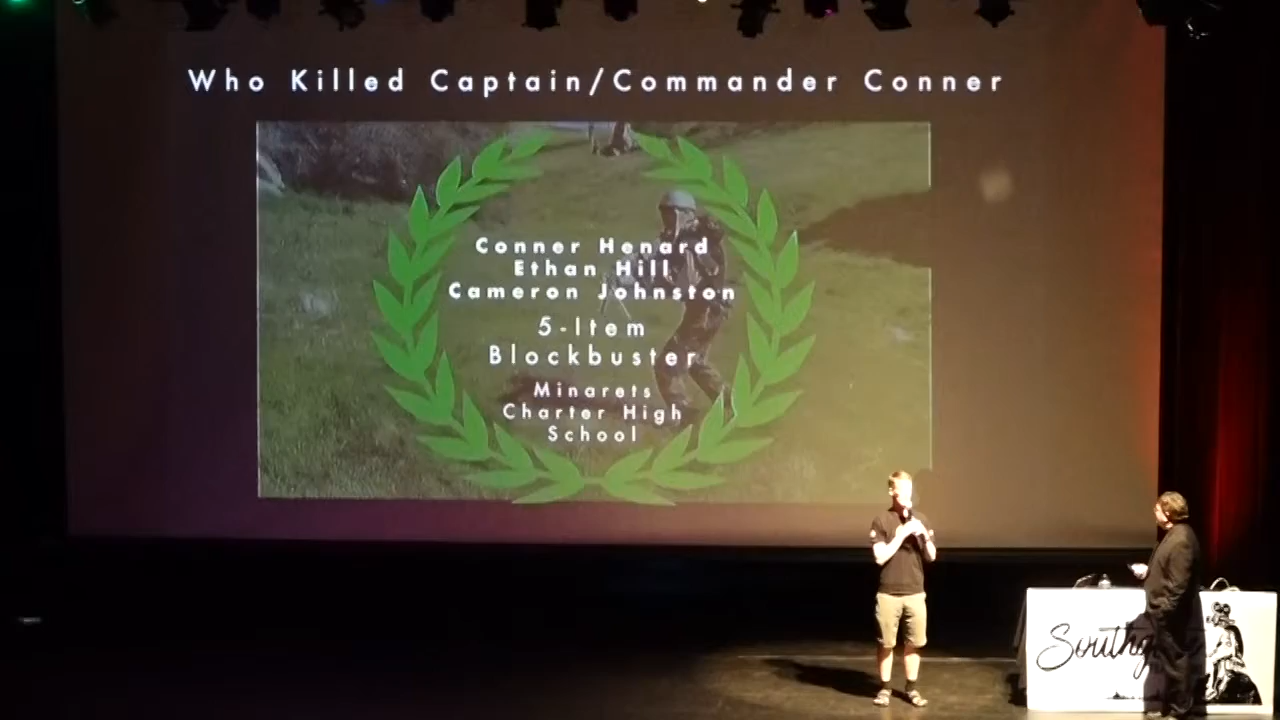 Who Killed Captain/Commander Conner
Conner Henard
Ethan Hill
Cameron Johnston
5-Item
Blockbuster
Minarets
Charter High
School